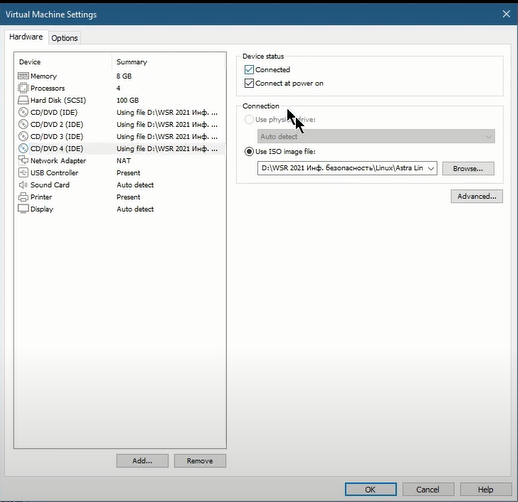 Virtual Machine Settings
Hardware Options
Device Summary
Memory 8 GB
Processors 4
Hard Disk (SCSI) 100 GB
CD/DVD (IDE) Using file D:\WSR 2021 Инф. ...
CD/DVD 2 (IDE) Using file D:\WSR 2021 Инф. ...
CD/DVD 3 (IDE) Using file D:\WSR 2021 Инф. ...
CD/DVD 4 (IDE) Using file D:\WSR 2021 Инф. ...
Network Adapter NAT
USB Controller Present
Sound Card Auto detect
Printer Present
Display Auto detect
Add... Remove
Device status
Connected
Connect at power on
Connection
Use physical drive:
Auto detect
Use ISO image file:
D:\WSR 2021 Инф. безопасность\Linux\Astra Lin
Browse...
Advanced...
OK Cancel Help